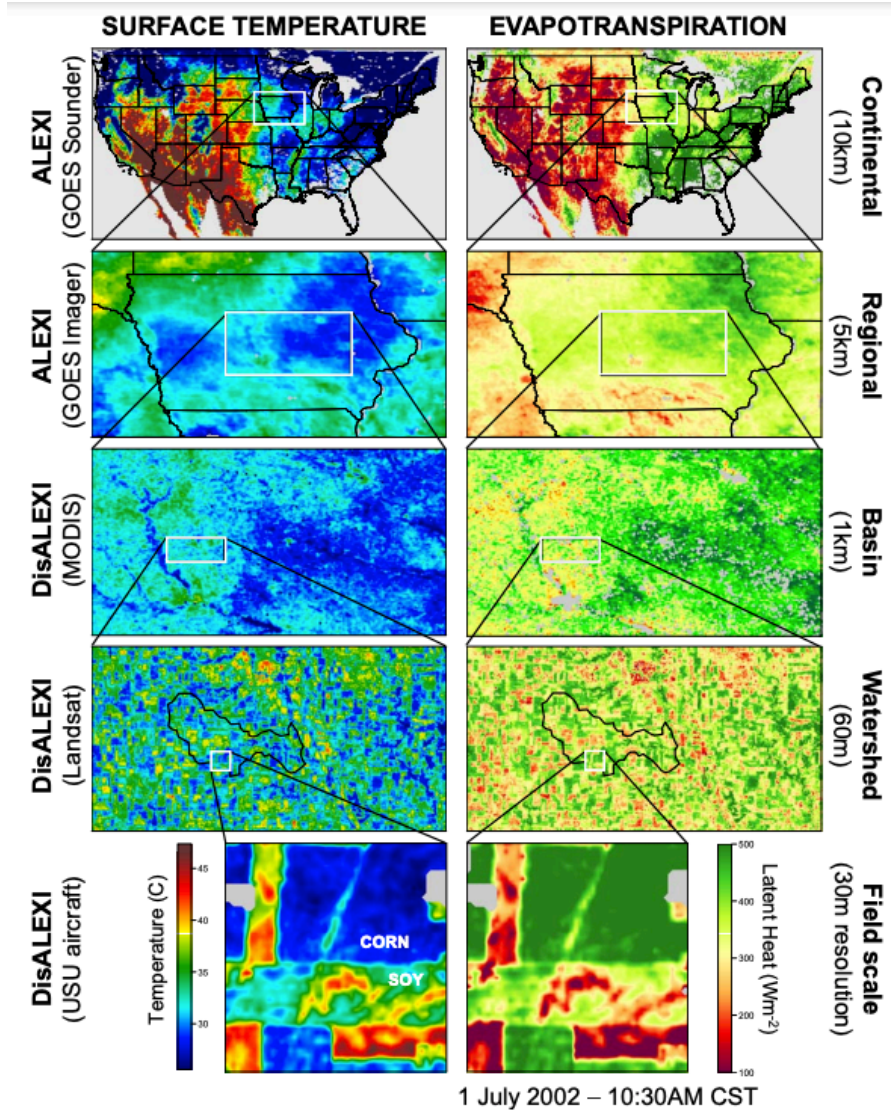 SURFACE TEMPERATURE
EVAPOTRANSPIRATION
ALEXI
(GOES Sounder)
Continental
(10km)
ALEXI
(GOES Imager)
Regional
(5km)
DisALEXI
(MODIS)
Basin
(1km)
DisALEXI
(Landsat)
Watershed
(60m)
DisALEXI
(USU aircraft)
Temperature (C)
45
40
35
30
CORN
SOY
500
400
300
200
100
Latent Heat (Wm-2)
Field scale
(30m resolution)
1 July 2002 – 10:30AM CST